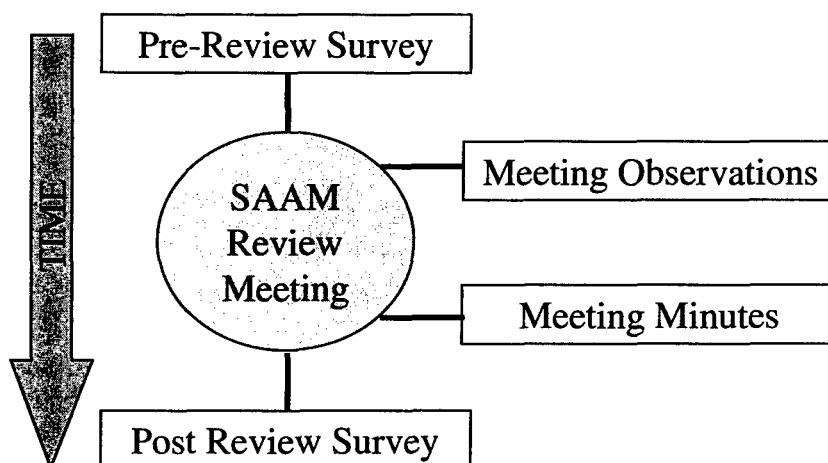 Pre-Review Survey
TIME
SAAM
Review
Meeting
Meeting Observations
Meeting Minutes
Post Review Survey